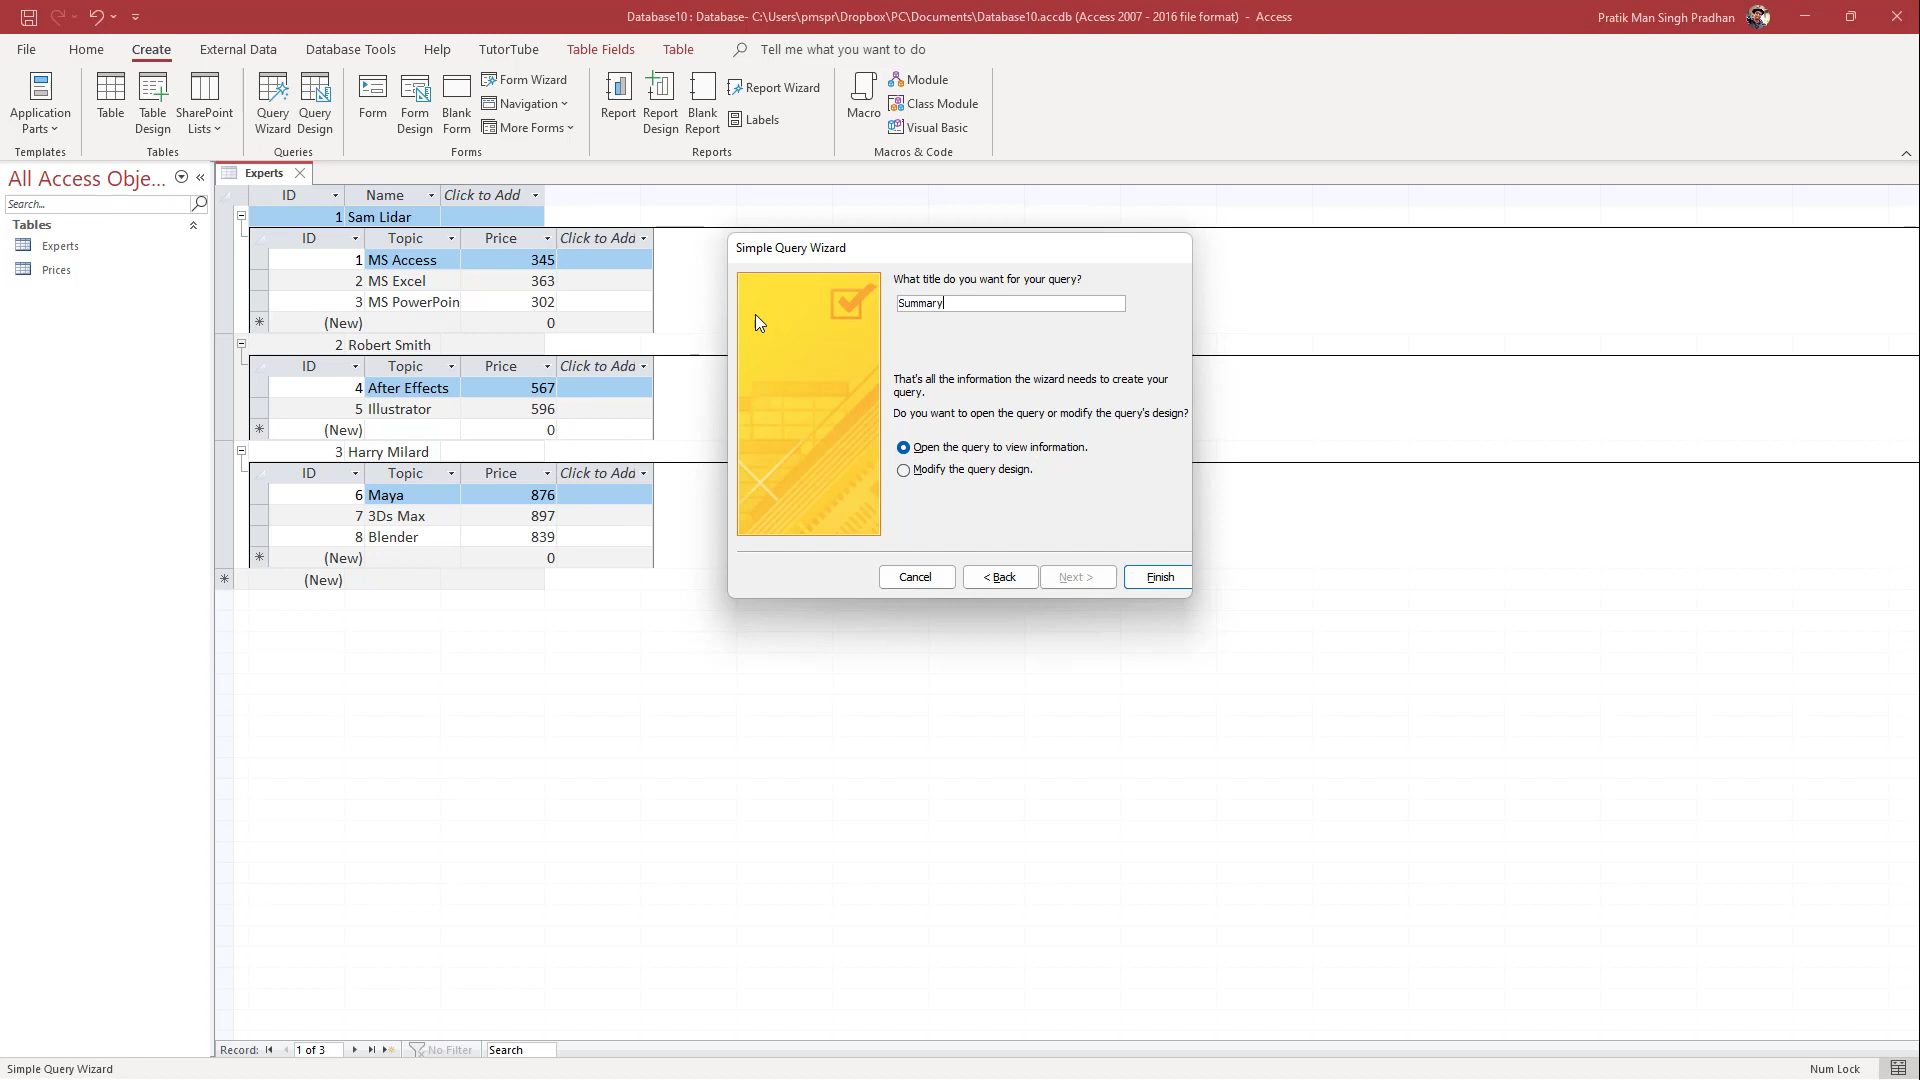 Database10 : Database- C:\Users\pmspr\Dropbox\PC\Documents\Database10.accdb (Access 2007 - 2016 file format) - Access
Pratik Man Singh Pradhan
File Home Create External Data Database Tools Help TutorTube Table Fields Table Tell me what you want to do
Application Parts
Table
Table Design
SharePoint Lists
Query Wizard
Query Design
Form
Form Design
Blank Form
Form Wizard
Navigation
More Forms
Report
Report Design
Blank Report
Report Wizard
Labels
Macro
Module
Class Module
Visual Basic
Templates Tables Queries Forms Reports Macros & Code
All Access Obje...
Search...
Tables
Experts
Prices
Experts
ID Name Click to Add
1 Sam Lidar
ID Topic Price Click to Add
1 MS Access 345
2 MS Excel 363
3 MS PowerPoin 302
* (New) 0
2 Robert Smith
ID Topic Price Click to Add
4 After Effects 567
5 Illustrator 596
* (New) 0
3 Harry Milard
ID Topic Price Click to Add
6 Maya 876
7 3Ds Max 897
8 Blender 839
* (New) 0
* (New)
Simple Query Wizard
What title do you want for your query?
Summary
That's all the information the wizard needs to create your
query.
Do you want to open the query or modify the query's design?
Open the query to view information.
Modify the query design.
Cancel < Back Next > Finish
Record: 1 of 3 No Filter Search
Simple Query Wizard
Num Lock